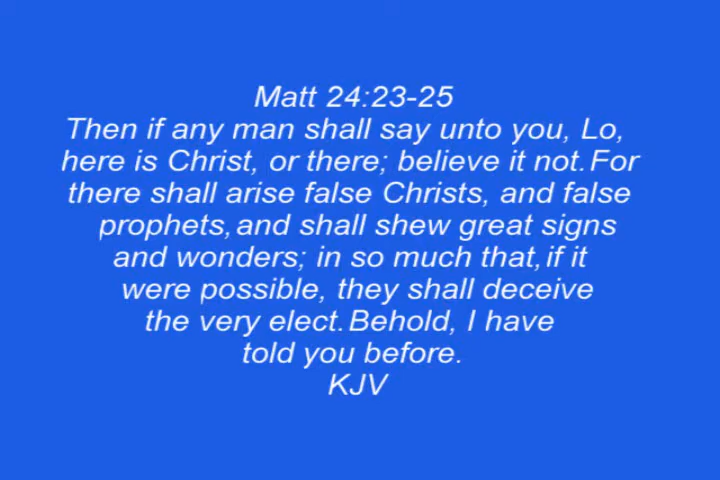 Matt 24:23-25
Then if any man shall say unto you, Lo,
here is Christ, or there; believe it not. For
there shall arise false Christs, and false
prophets, and shall shew great signs
and wonders; in so much that, if it
were possible, they shall deceive
the very elect. Behold, I have
told you before.
KJV